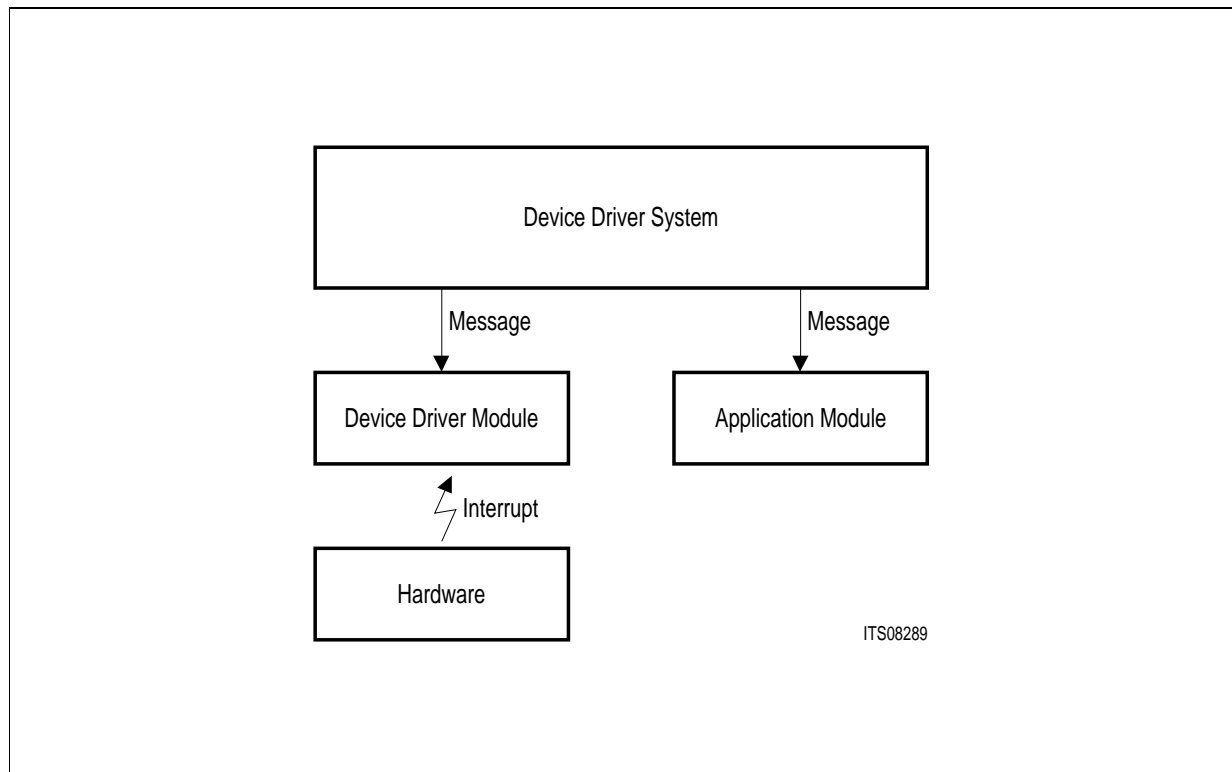 Device Driver System
Message
Message
Device Driver Module
Application Module
Interrupt
Hardware
ITS08289